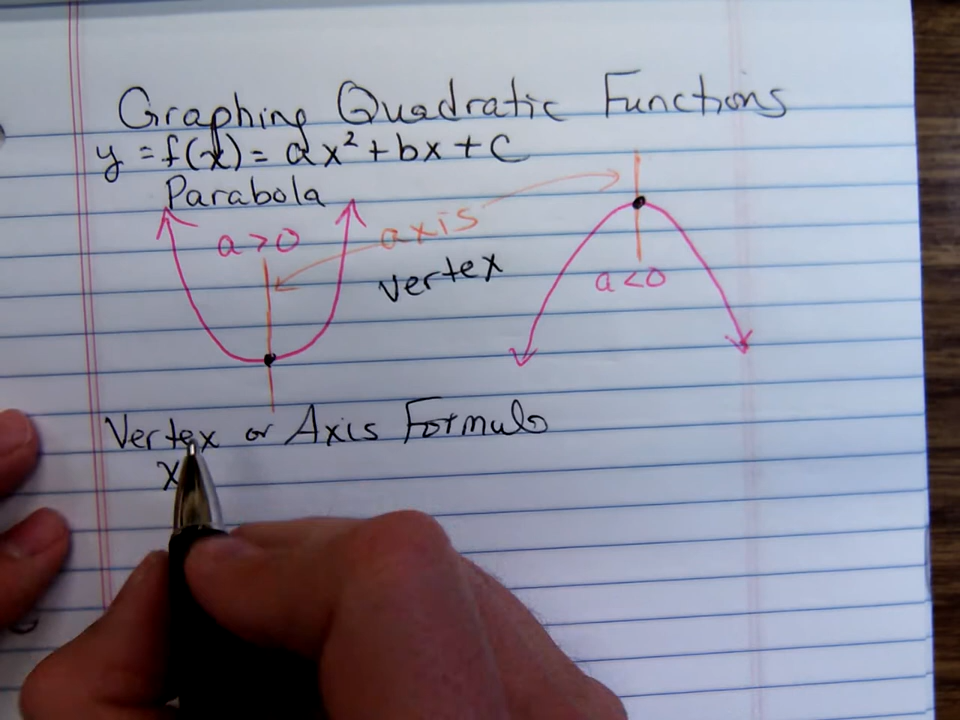 Graphing Quadratic Functions
y = f(x) = ax² + bx + c
Parabola
a > 0
axis
vertex
a < 0
Vertex or Axis Formula
x